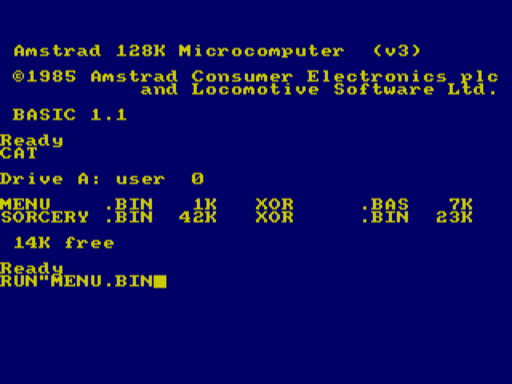 Amstrad 128K Microcomputer  (v3)
©1985 Amstrad Consumer Electronics plc
and Locomotive Software Ltd.
BASIC 1.1
Ready
CAT
Drive A: user  0
MENU    .BIN   1K   XOR     .BAS   7K
SORCERY .BIN  42K   XOR     .BIN  23K
14K free
Ready
RUN"MENU.BIN